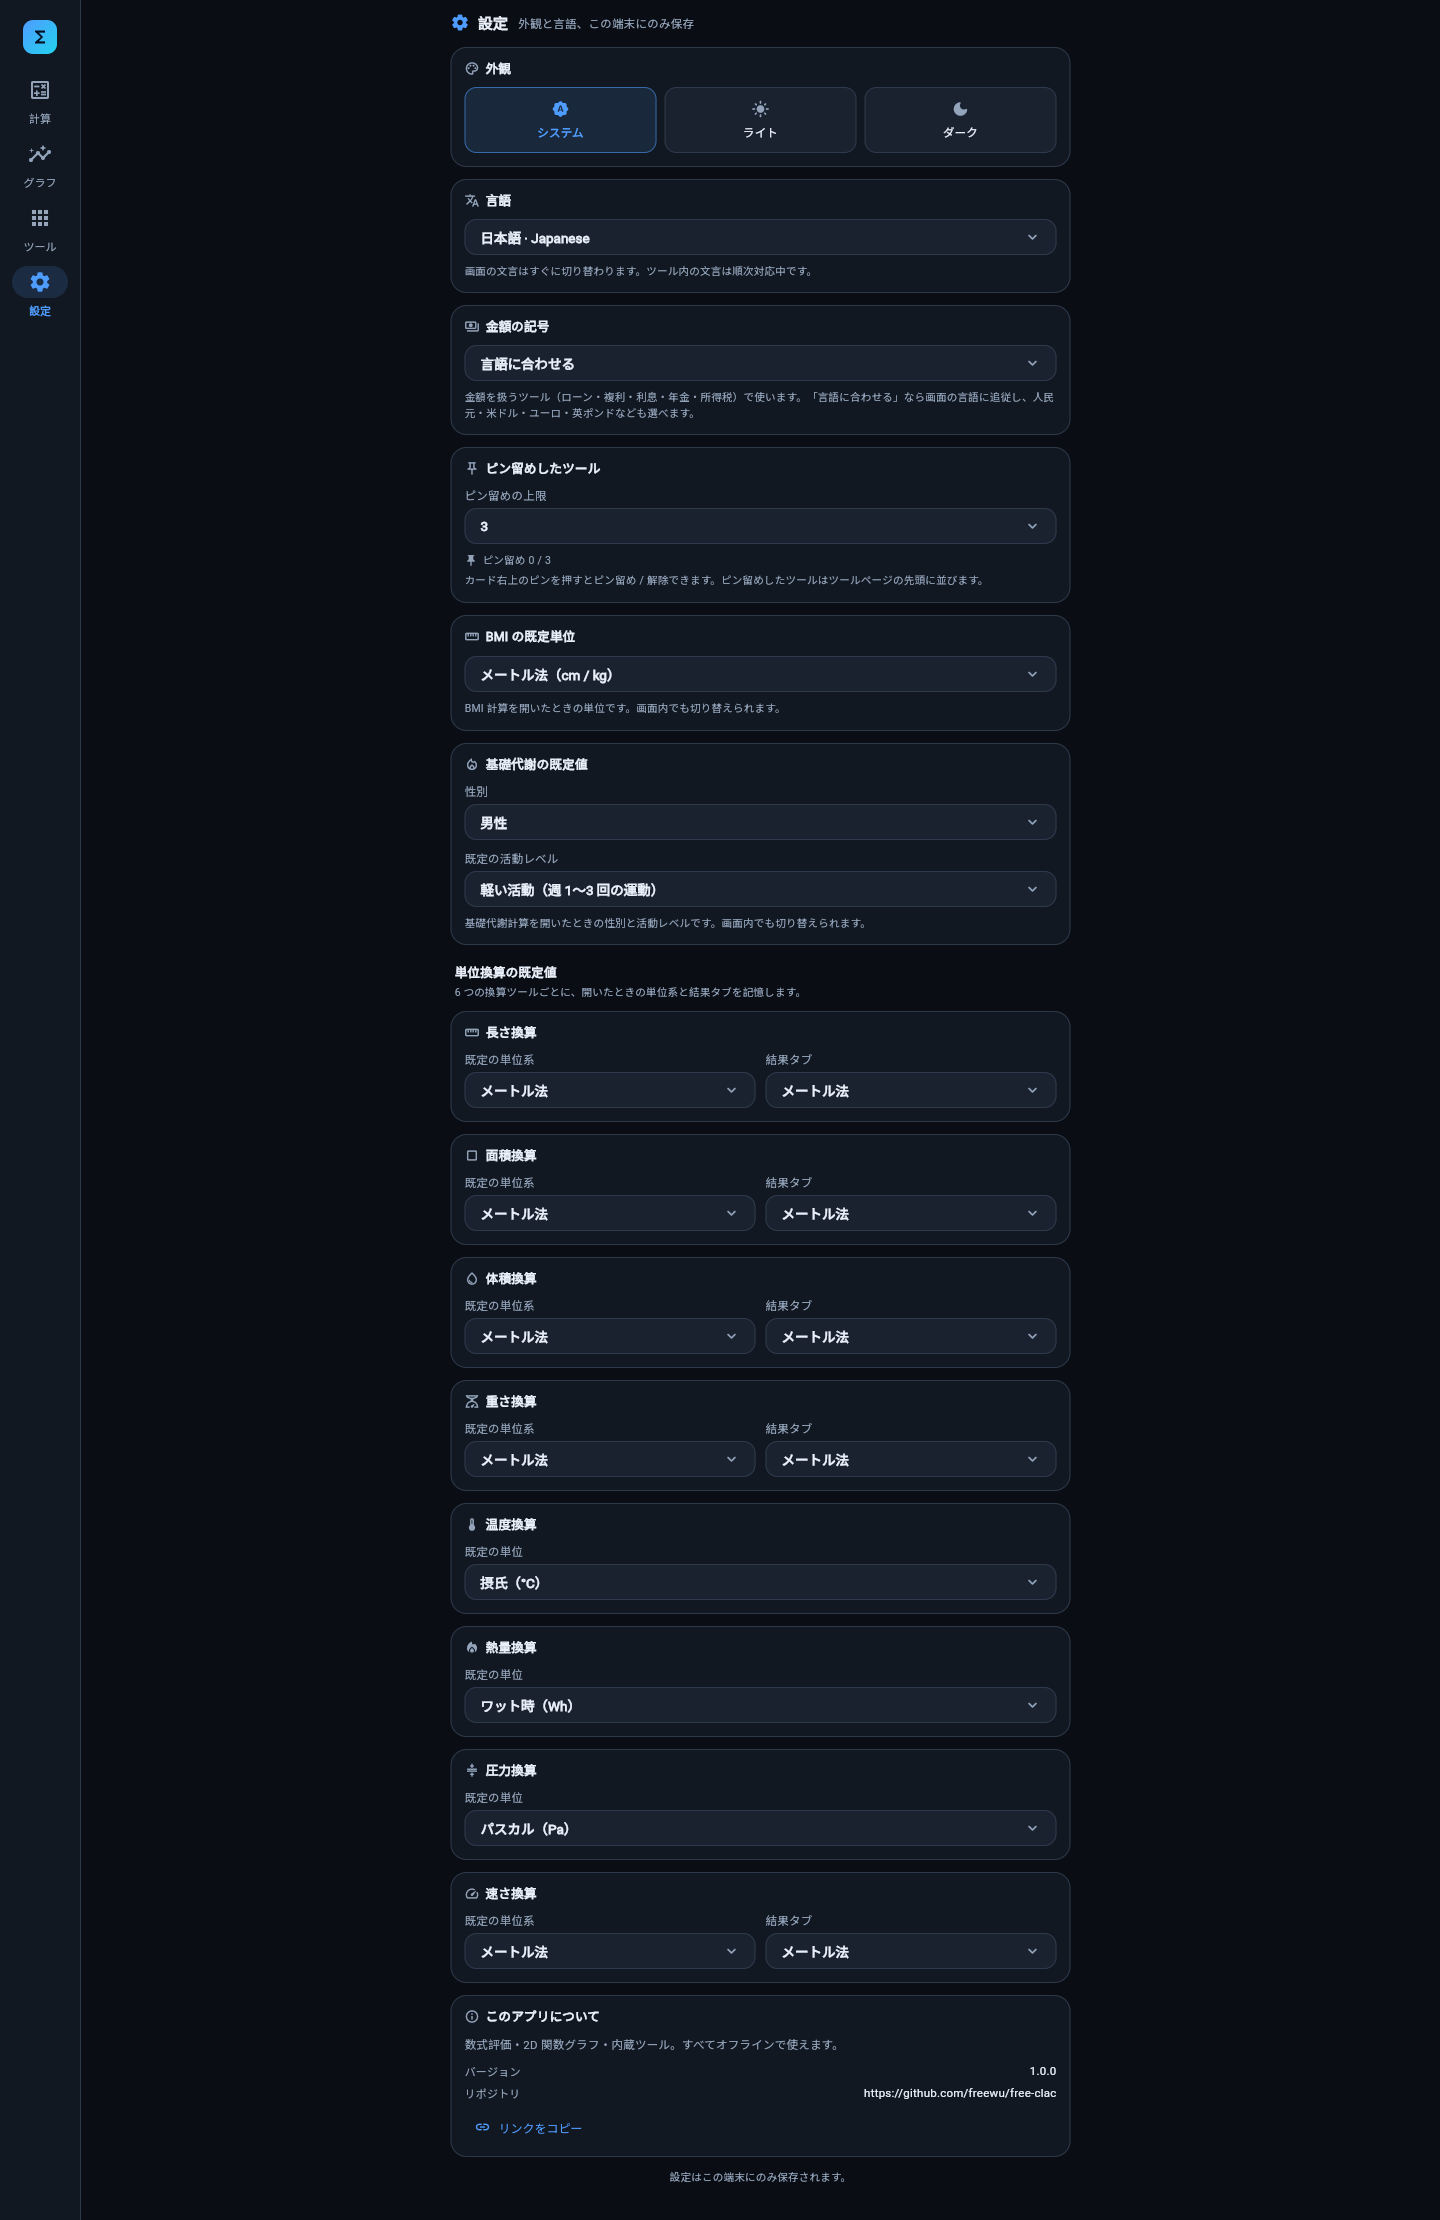 Σ
計算
グラフ
ツール
設定
設定 外観と言語、この端末にのみ保存
外観
システム
ライト
ダーク
言語
日本語 · Japanese
画面の文言はすぐに切り替わります。ツール内の文言は順次対応中です。
金額の記号
言語に合わせる
金額を扱うツール（ローン・複利・利息・年金・所得税）で使います。「言語に合わせる」なら画面の言語に追従し、人民
元・米ドル・ユーロ・英ポンドなども選べます。
ピン留めしたツール
ピン留めの上限
3
ピン留め 0 / 3
カード右上のピンを押すとピン留め / 解除できます。ピン留めしたツールはツールページの先頭に並びます。
BMI の既定単位
メートル法（cm / kg）
BMI 計算を開いたときの単位です。画面内でも切り替えられます。
基礎代謝の既定値
性別
男性
既定の活動レベル
軽い活動（週 1〜3 回の運動）
基礎代謝計算を開いたときの性別と活動レベルです。画面内でも切り替えられます。
単位換算の既定値
6 つの換算ツールごとに、開いたときの単位系と結果タブを記憶します。
長さ換算
既定の単位系 結果タブ
メートル法 メートル法
面積換算
既定の単位系 結果タブ
メートル法 メートル法
体積換算
既定の単位系 結果タブ
メートル法 メートル法
重さ換算
既定の単位系 結果タブ
メートル法 メートル法
温度換算
既定の単位
摂氏（°C）
熱量換算
既定の単位
ワット時（Wh）
圧力換算
既定の単位
パスカル（Pa）
速さ換算
既定の単位系 結果タブ
メートル法 メートル法
このアプリについて
数式評価・2D 関数グラフ・内蔵ツール。すべてオフラインで使えます。
バージョン 1.0.0
リポジトリ https://github.com/freewu/free-clac
リンクをコピー
設定はこの端末にのみ保存されます。